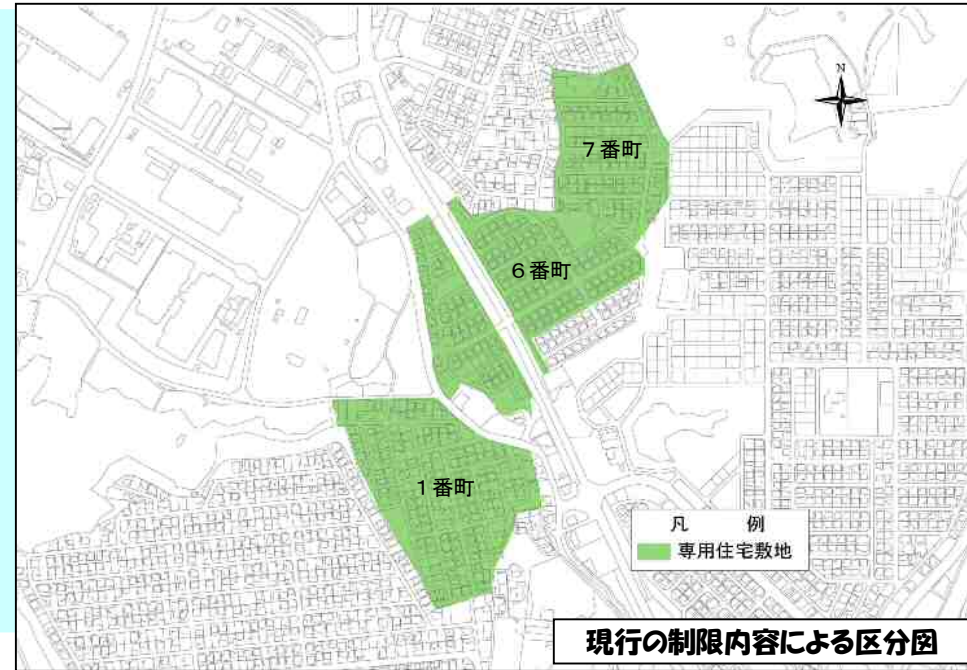 N
7番町
6番町
1番町
凡 例
専用住宅敷地
現行の制限内容による区分図